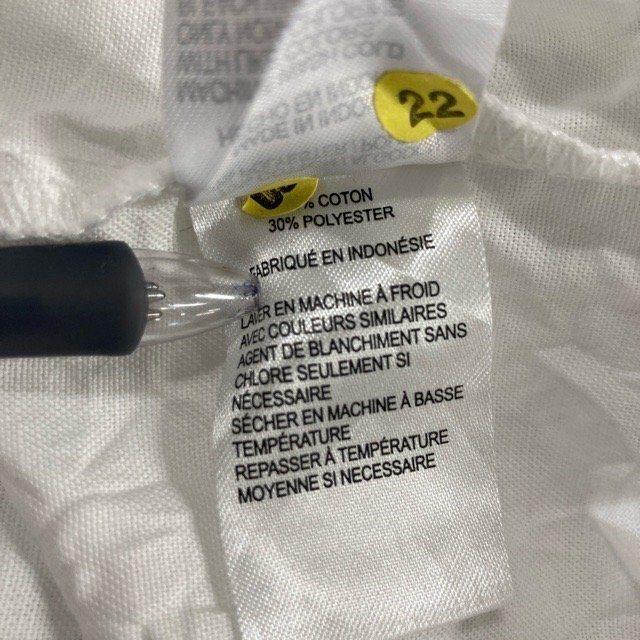 22
% COTON
30% POLYESTER
FABRIQUÉ EN INDONÉSIE
LAVER EN MACHINE À FROID
AVEC COULEURS SIMILAIRES
AGENT DE BLANCHIMENT SANS
CHLORE SEULEMENT SI
NÉCESSAIRE
SÉCHER EN MACHINE À BASSE
TEMPÉRATURE
REPASSER À TEMPÉRATURE
MOYENNE SI NECESSAIRE